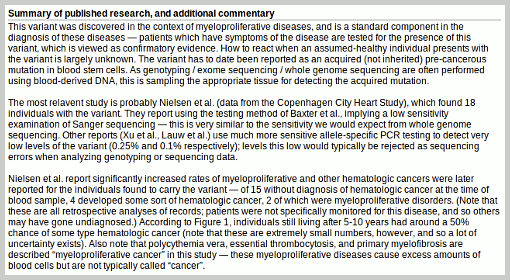 Summary of published research, and additional commentary
This variant was discovered in the context of myeloproliferative diseases, and is a standard component in the
diagnosis of these diseases — patients which have symptoms of the disease are tested for the presence of this
variant, which is viewed as confirmatory evidence. How to react when an assumed-healthy individual presents with
the variant is largely unknown. The variant has to date been reported as an acquired (not inherited) pre-cancerous
mutation in blood stem cells. As genotyping / exome sequencing / whole genome sequencing are often performed
using blood-derived DNA, this is sampling the appropriate tissue for detecting the acquired mutation.
The most relavent study is probably Nielsen et al. (data from the Copenhagen City Heart Study), which found 18
individuals with the variant. They report using the testing method of Baxter et al., implying a low sensitivity
examination of Sanger sequencing — this is very similar to the sensitivity we would expect from whole genome
sequencing. Other reports (Xu et al., Lauw et al.) use much more sensitive allele-specific PCR testing to detect very
low levels of the variant (0.25% and 0.1% respectively); levels this low would typically be rejected as sequencing
errors when analyzing genotyping or sequencing data.
Nielsen et al. report significantly increased rates of myeloproliferative and other hematologic cancers were later
reported for the individuals found to carry the variant — of 15 without diagnosis of hematologic cancer at the time of
blood sample, 4 developed some sort of hematologic cancer, 2 of which were myeloproliferative disorders. (Note that
these are all retrospective analyses of records; patients were not specifically monitored for this disease, and so others
may have gone undiagnosed.) According to Figure 1, individuals still living after 5-10 years had around a 50%
chance of some type hematologic cancer (note that these are extremely small numbers, however, and so a lot of
uncertainty exists). Also note that polycythemia vera, essential thrombocytosis, and primary myelofibrosis are
described “myeloproliferative cancer” in this study — these myeloproliferative diseases cause excess amounts of
blood cells but are not typically called “cancer”.